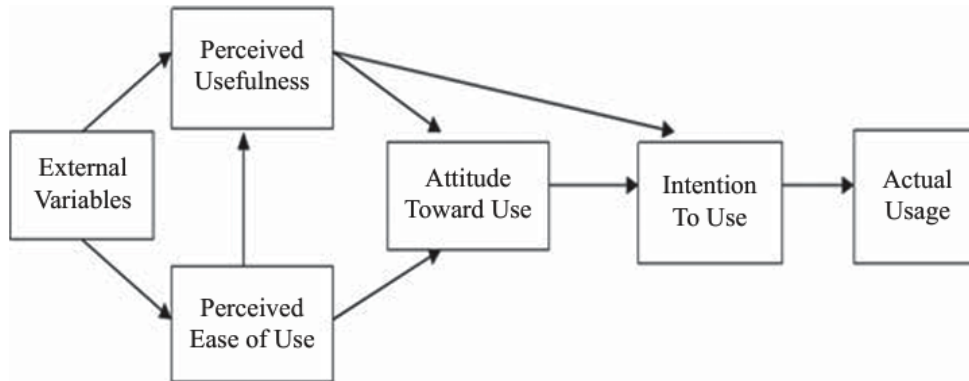 Perceived
Usefulness
External
Variables
Attitude
Toward Use
Intention
To Use
Actual
Usage
Perceived
Ease of Use